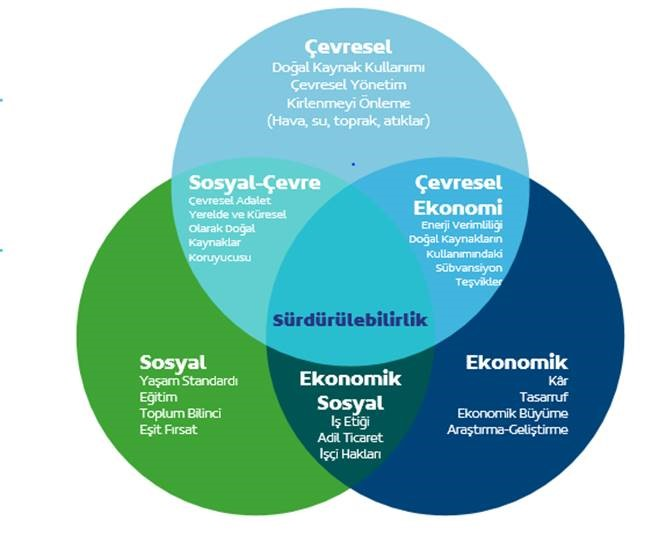 Çevresel
Doğal Kaynak Kullanımı
Çevresel Yönetim
Kirlenmeyi Önleme
(Hava, su, toprak, atıklar)
Sosyal-Çevre
Çevresel Adalet
Yerelde ve Küresel
Olarak Doğal
Kaynaklar
Koruyucusu
Çevresel
Ekonomi
Enerji Verimliliği
Doğal Kaynakların
Kullanımındaki
Sübvansiyon
Teşvikler
Sürdürülebilirlik
Sosyal
Yaşam Standardı
Eğitim
Toplum Bilinci
Eşit Fırsat
Ekonomik
Sosyal
İş Etiği
Adil Ticaret
İşçi Hakları
Ekonomik
Kâr
Tasarruf
Ekonomik Büyüme
Araştırma-Geliştirme